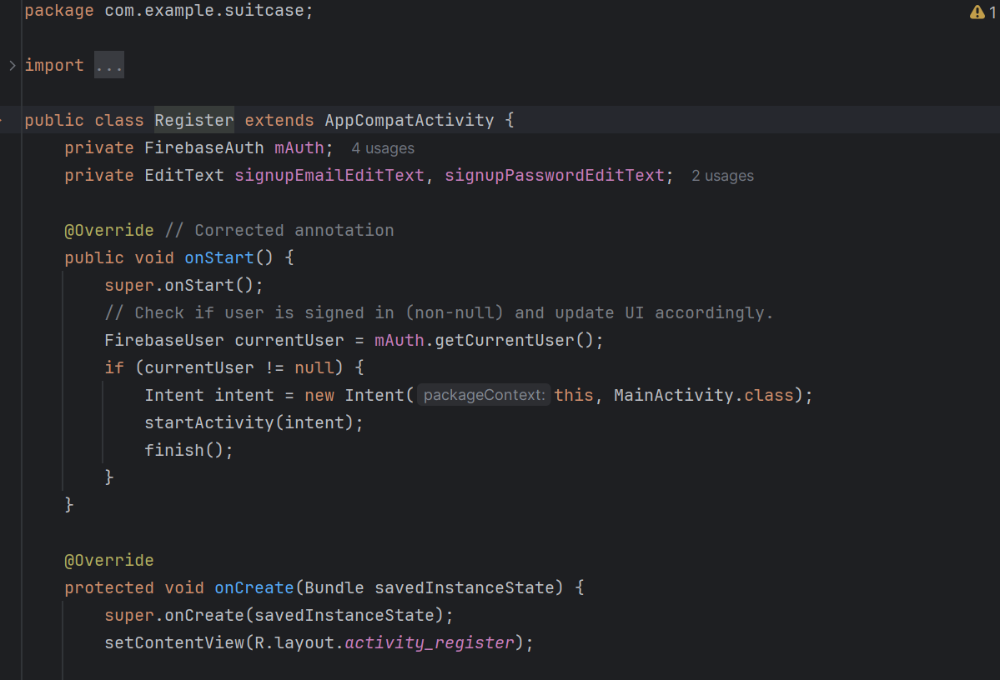 package com.example.suitcase;
1
import ...
public class Register extends AppCompatActivity {
private FirebaseAuth mAuth; 4 usages
private EditText signupEmailEditText, signupPasswordEditText; 2 usages
@Override // Corrected annotation
public void onStart() {
super.onStart();
// Check if user is signed in (non-null) and update UI accordingly.
FirebaseUser currentUser = mAuth.getCurrentUser();
if (currentUser != null) {
Intent intent = new Intent( packageContext: this, MainActivity.class);
startActivity(intent);
finish();
}
}
@Override
protected void onCreate(Bundle savedInstanceState) {
super.onCreate(savedInstanceState);
setContentView(R.layout.activity_register);